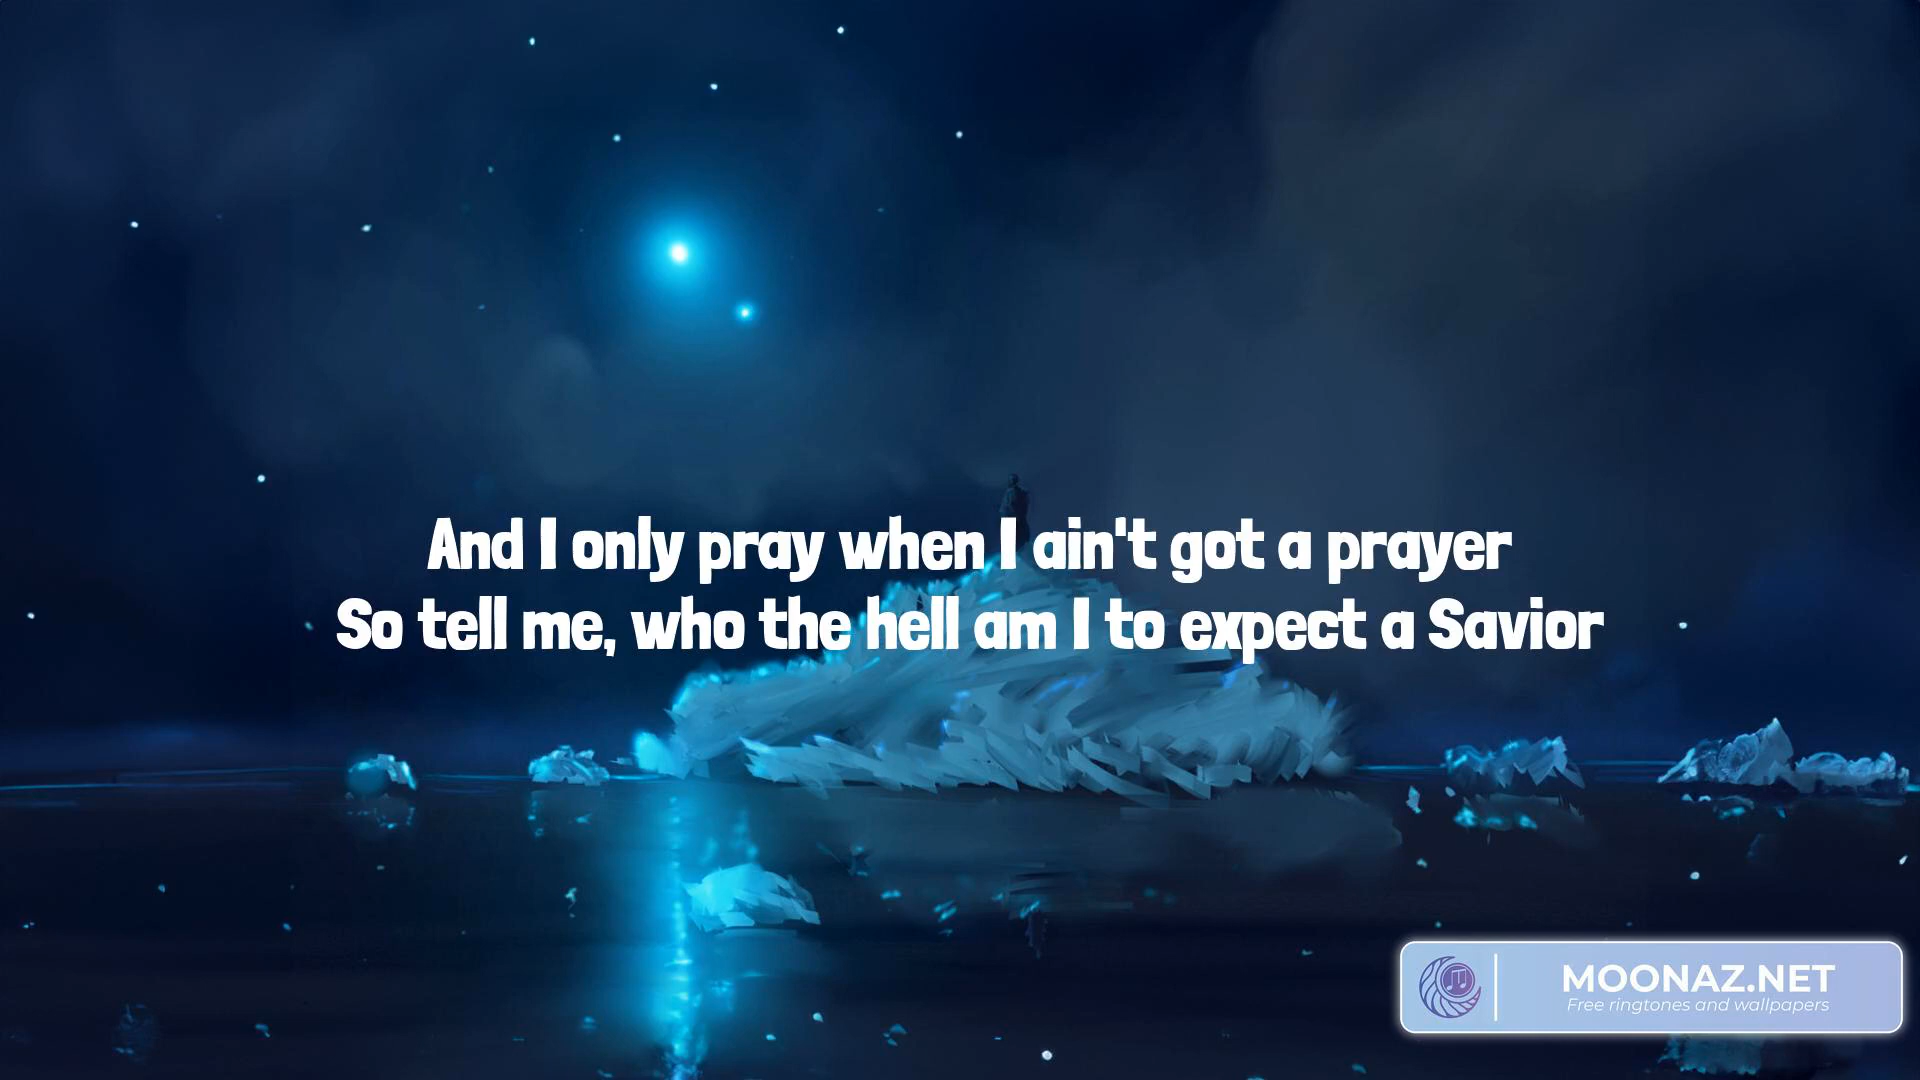 And I only pray when I ain't got a prayer
So tell me, who the hell am I to expect a Savior
MOONAZ.NET
Free ringtones and wallpapers